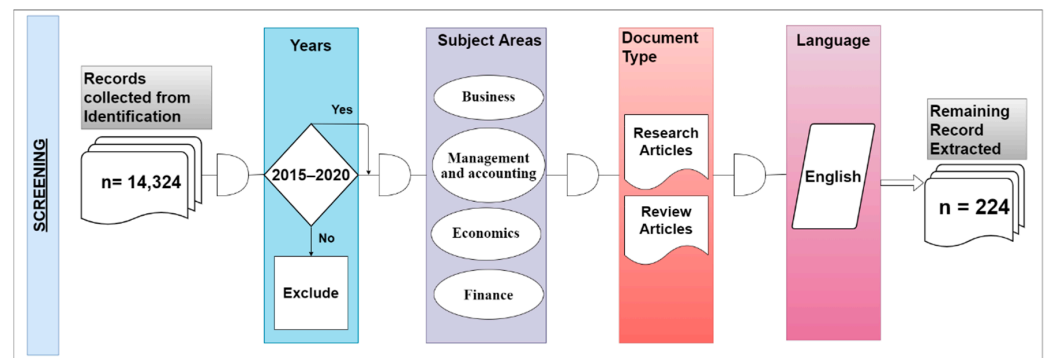 SCREENING
Records
collected from
Identification
n= 14,324
Years
Yes
2015–2020
No
Exclude
Subject Areas
Business
Management
and accounting
Economics
Finance
Document
Type
Research
Articles
Review
Articles
Language
English
Remaining
Record
Extracted
n = 224